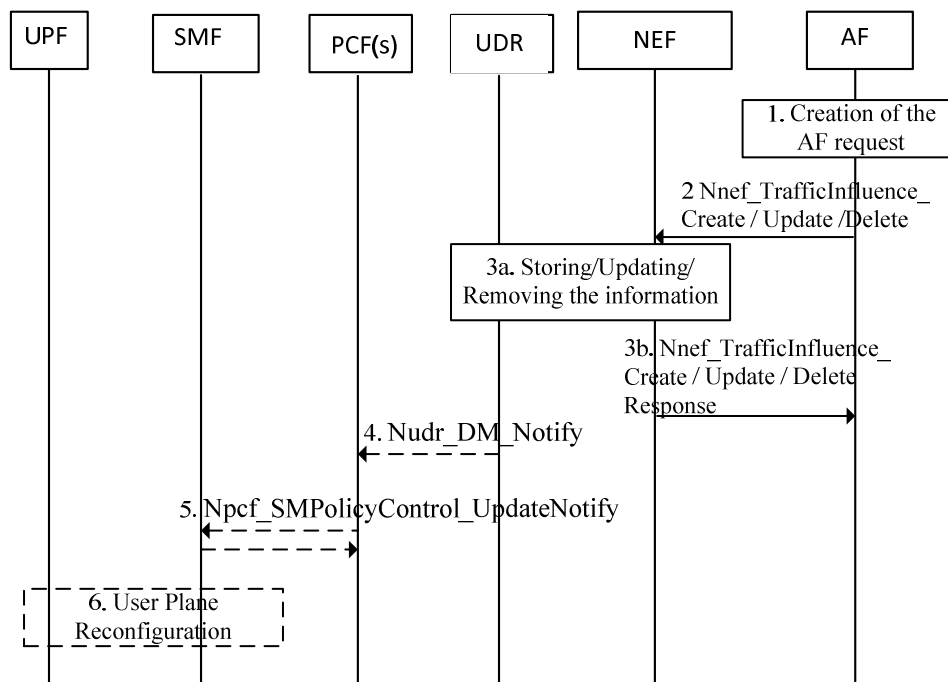 UPF
SMF
PCF(s)
UDR
NEF
AF
1. Creation of the
AF request
2 Nnef_TrafficInfluence_
Create / Update /Delete
3a. Storing/Updating/
Removing the information
3b. Nnef_TrafficInfluence_
Create / Update / Delete
Response
4. Nudr_DM_Notify
5. Npcf_SMPolicyControl_UpdateNotify
6. User Plane
Reconfiguration